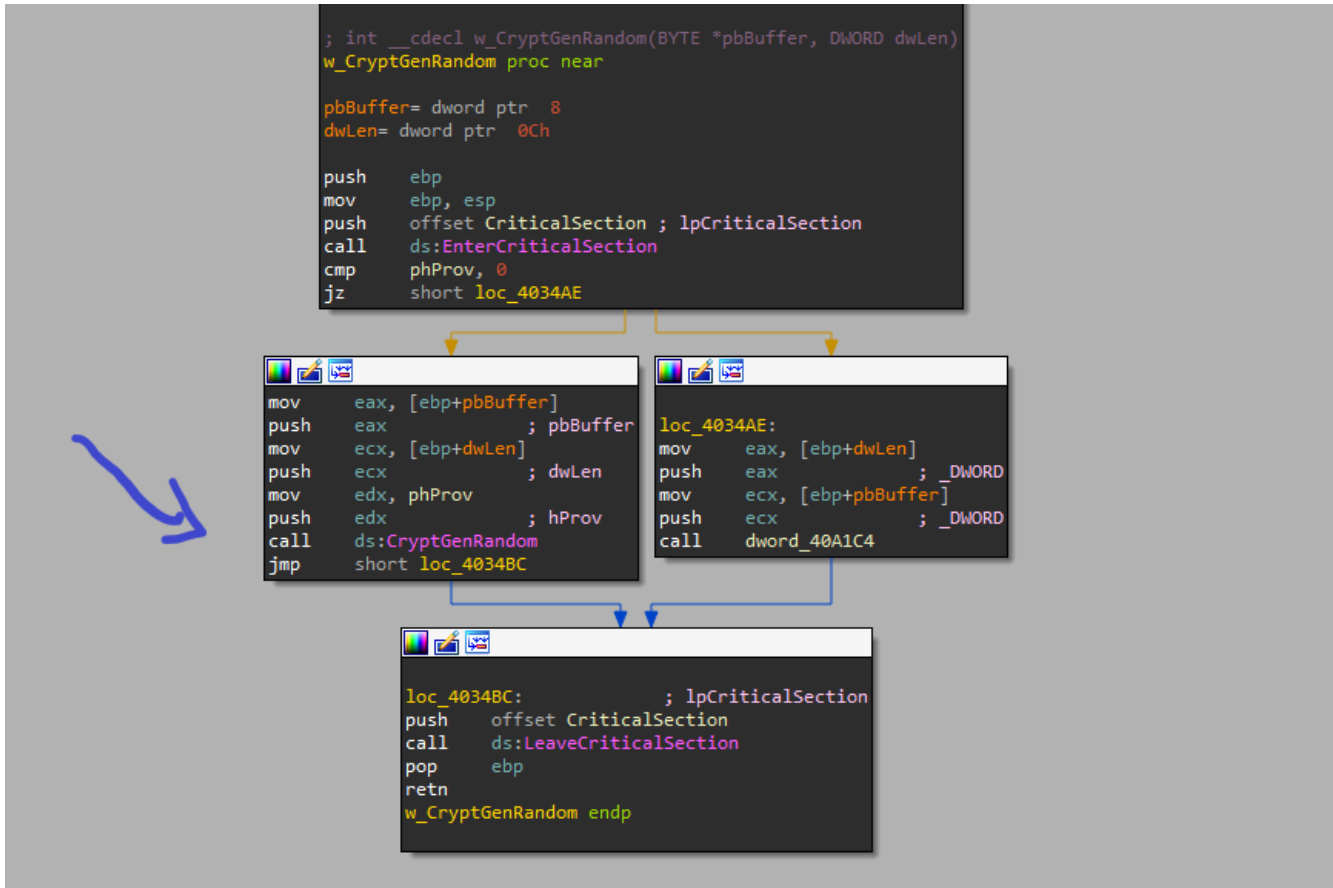 ; int __cdecl w_CryptGenRandom(BYTE *pbBuffer, DWORD dwLen)
w_CryptGenRandom proc near
pbBuffer= dword ptr  8
dwLen= dword ptr  0Ch
push    ebp
mov     ebp, esp
push    offset CriticalSection ; lpCriticalSection
call    ds:EnterCriticalSection
cmp     phProv, 0
jz      short loc_4034AE
mov     eax, [ebp+pbBuffer]
push    eax             ; pbBuffer
mov     ecx, [ebp+dwLen]
push    ecx             ; dwLen
mov     edx, phProv
push    edx             ; hProv
call    ds:CryptGenRandom
jmp     short loc_4034BC
loc_4034AE:
mov     eax, [ebp+dwLen]
push    eax             ; _DWORD
mov     ecx, [ebp+pbBuffer]
push    ecx             ; _DWORD
call    dword_40A1C4
loc_4034BC:             ; lpCriticalSection
push    offset CriticalSection
call    ds:LeaveCriticalSection
pop     ebp
retn
w_CryptGenRandom endp